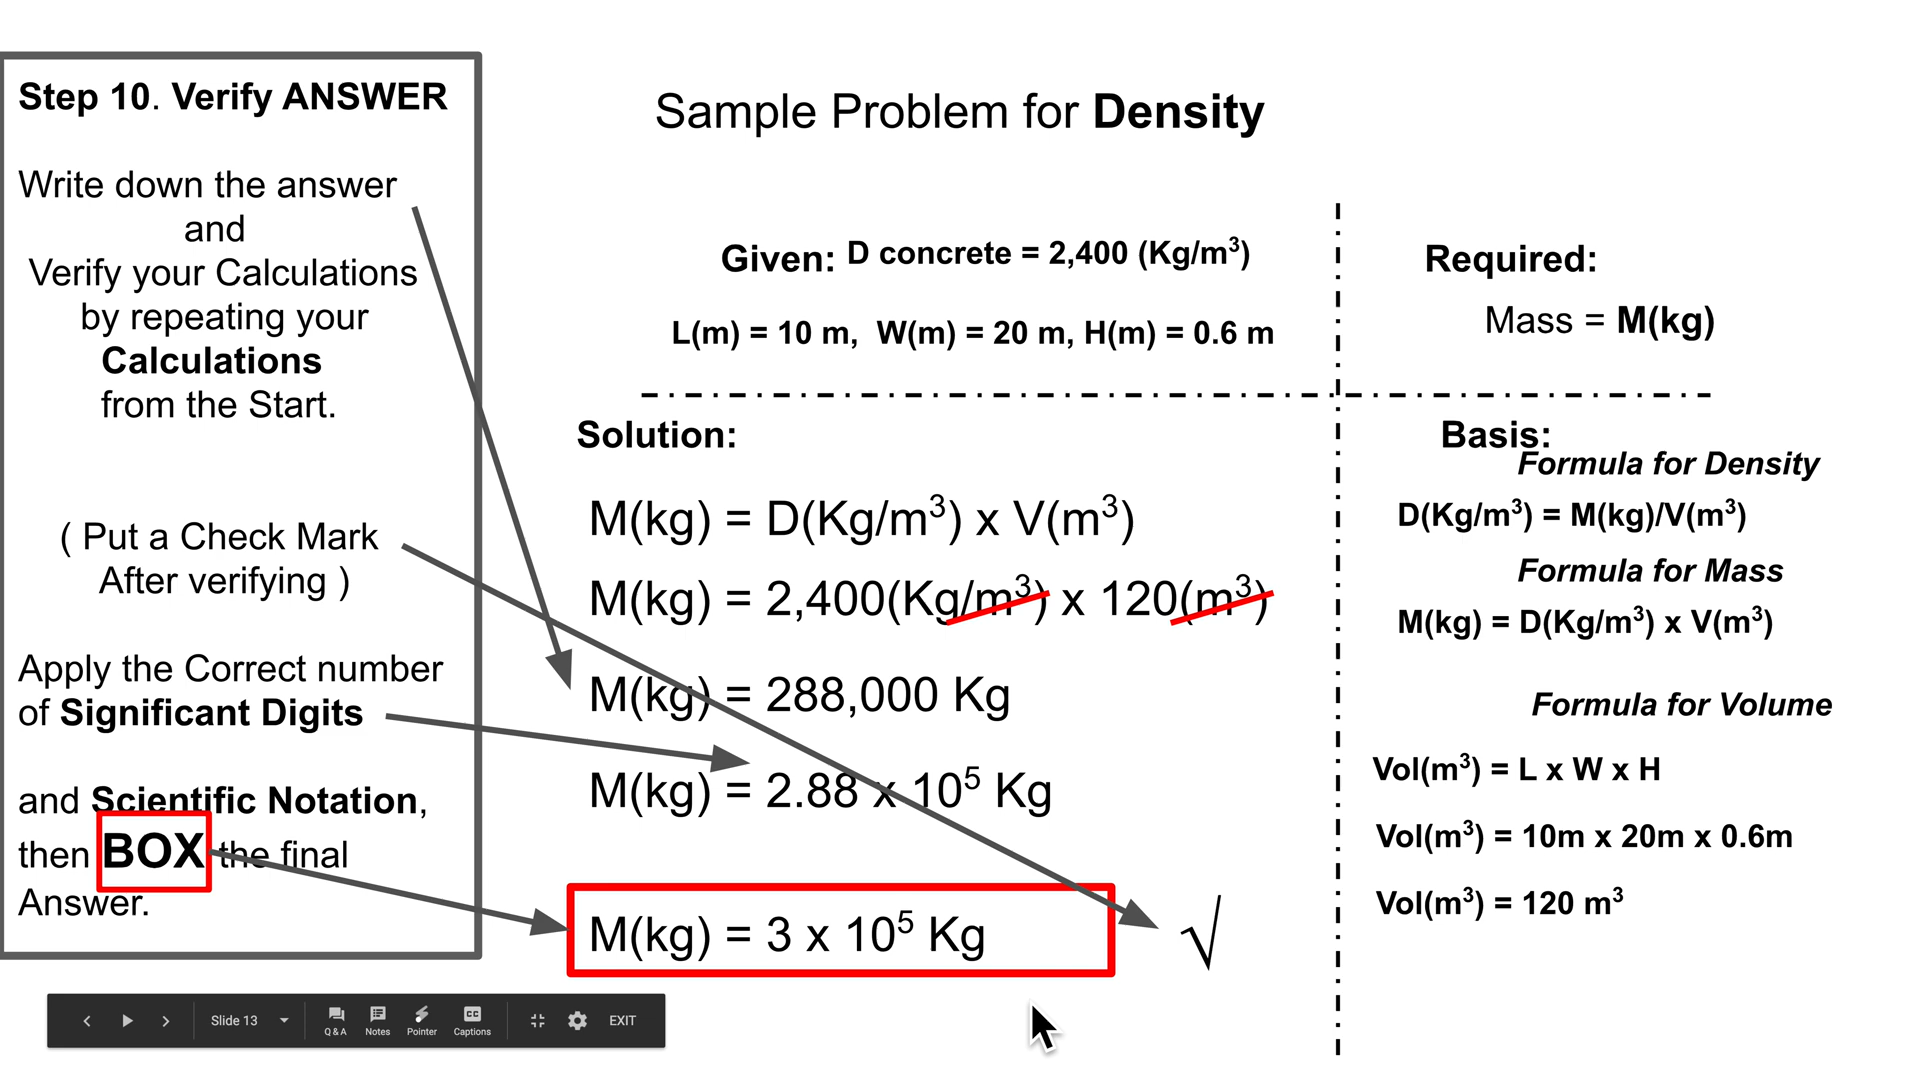 Step 10. Verify ANSWER
Write down the answer
and
Verify your Calculations
by repeating your
Calculations
from the Start.
( Put a Check Mark
After verifying )
Apply the Correct number
of Significant Digits
and Scientific Notation,
then BOX the final
Answer.
Sample Problem for Density
Given: D concrete = 2,400 (Kg/m³)
L(m) = 10 m, W(m) = 20 m, H(m) = 0.6 m
Required:
Mass = M(kg)
Solution:
M(kg) = D(Kg/m³) x V(m³)
M(kg) = 2,400(Kg/m³) x 120(m³)
M(kg) = 288,000 Kg
M(kg) = 2.88 x 10⁵ Kg
M(kg) = 3 x 10⁵ Kg √
Basis:
Formula for Density
D(Kg/m³) = M(kg)/V(m³)
Formula for Mass
M(kg) = D(Kg/m³) x V(m³)
Formula for Volume
Vol(m³) = L x W x H
Vol(m³) = 10m x 20m x 0.6m
Vol(m³) = 120 m³
Slide 13
Q & A
Notes
Pointer
CC
Captions
EXIT